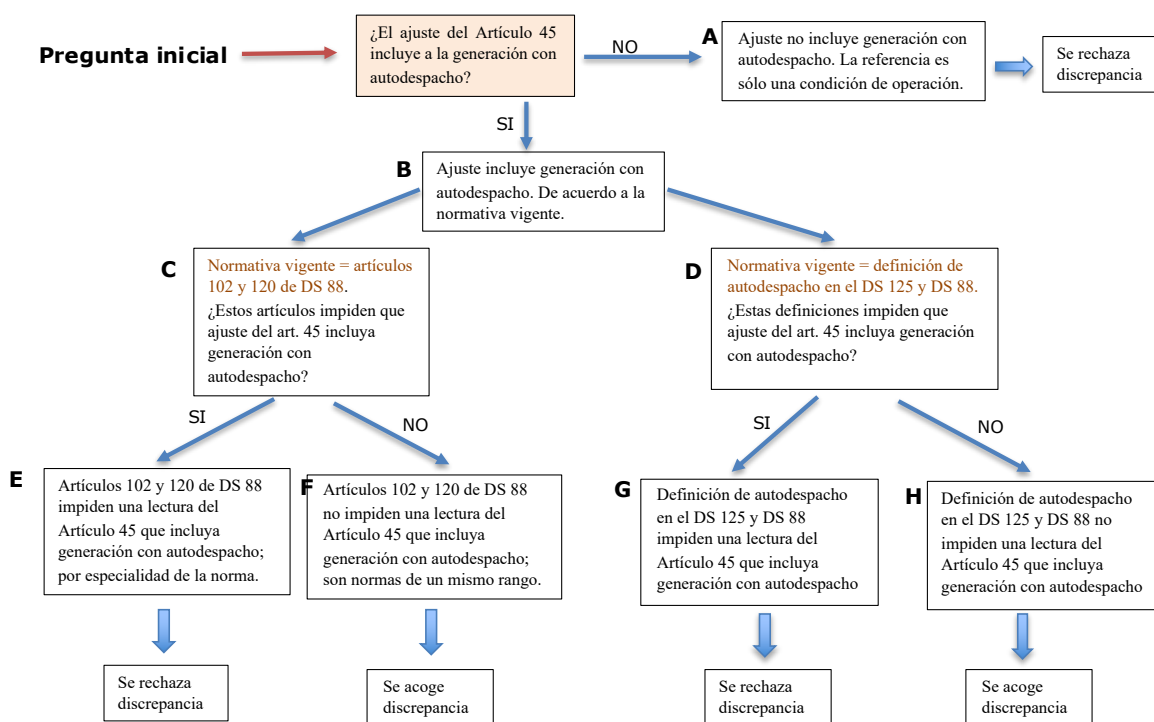 Pregunta inicial
¿El ajuste del Artículo 45
incluye a la generación con
autodespacho?
NO
A
Ajuste no incluye generación con
autodespacho. La referencia es
sólo una condición de operación.
Se rechaza
discrepancia
SI
B
Ajuste incluye generación con
autodespacho. De acuerdo a la
normativa vigente.
C
Normativa vigente = artículos
102 y 120 de DS 88.
¿Estos artículos impiden que
ajuste del art. 45 incluya
generación con
autodespacho?
D
Normativa vigente = definición de
autodespacho en el DS 125 y DS 88.
¿Estas definiciones impiden que
ajuste del art. 45 incluya generación
con autodespacho?
SI
NO
SI
NO
E
Artículos 102 y 120 de DS 88
impiden una lectura del
Artículo 45 que incluya
generación con autodespacho;
por especialidad de la norma.
F
Artículos 102 y 120 de DS 88
no impiden una lectura del
Artículo 45 que incluya
generación con autodespacho;
son normas de un mismo rango.
G
Definición de autodespacho
en el DS 125 y DS 88
impiden una lectura del
Artículo 45 que incluya
generación con autodespacho
H
Definición de autodespacho
en el DS 125 y DS 88 no
impiden una lectura del
Artículo 45 que incluya
generación con autodespacho
Se rechaza
discrepancia
Se acoge
discrepancia
Se rechaza
discrepancia
Se acoge
discrepancia